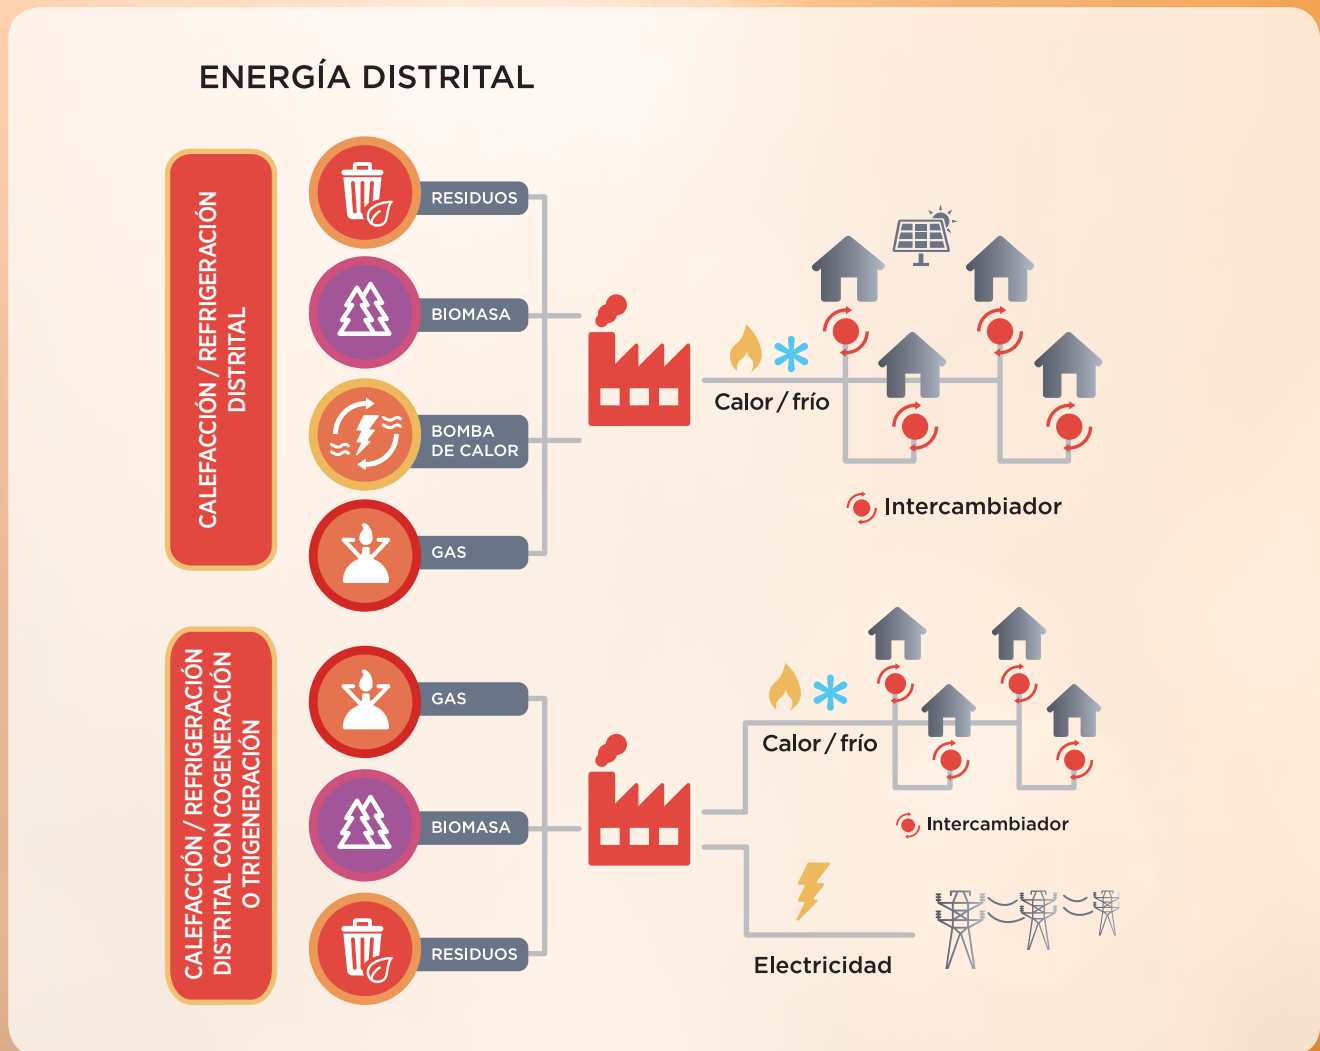 ENERGÍA DISTRITAL
CALEFACCIÓN / REFRIGERACIÓN
DISTRITAL
RESIDUOS
BIOMASA
BOMBA
DE CALOR
GAS
Calor / frío
Intercambiador
CALEFACCIÓN / REFRIGERACIÓN
DISTRITAL CON COGENERACIÓN
O TRIGENERACIÓN
GAS
BIOMASA
RESIDUOS
Calor / frío
Intercambiador
Electricidad